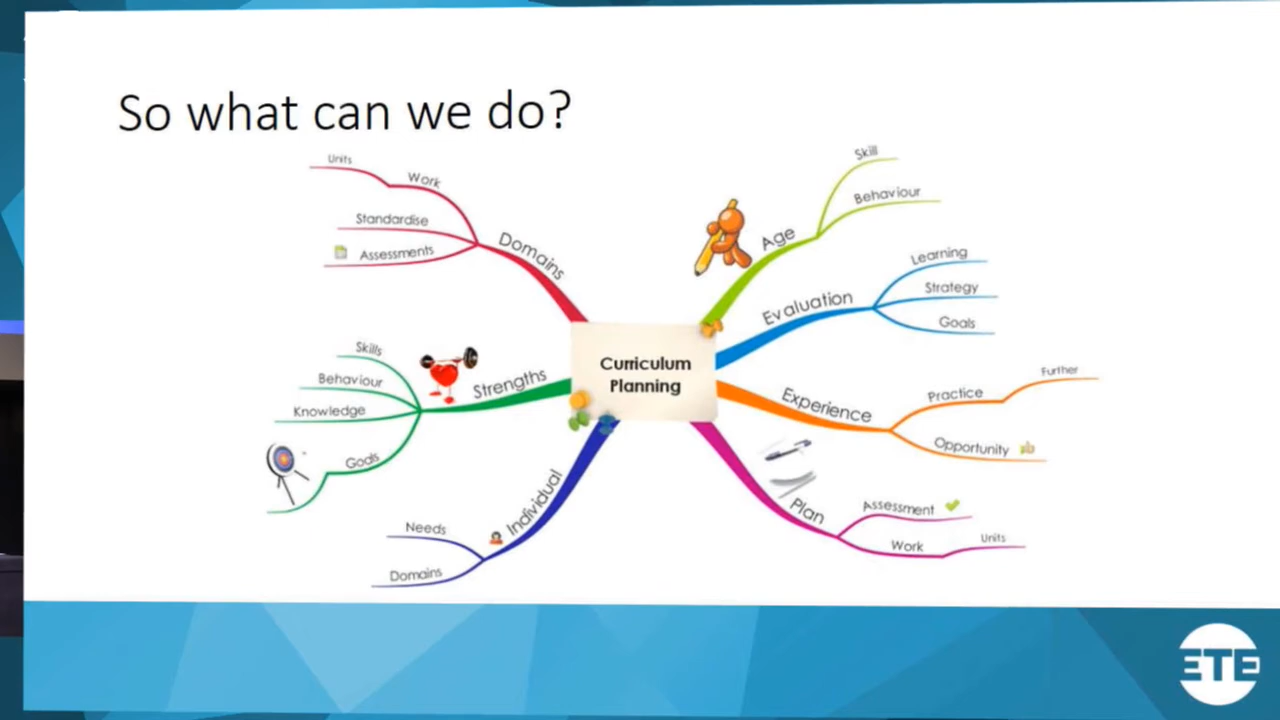 So what can we do?
Units
Work
Standardise
Assessments
Domains
Skills
Behaviour
Knowledge
Goals
Strengths
Needs
Domains
Individual
Curriculum
Planning
Skill
Behaviour
Age
Learning
Strategy
Goals
Evaluation
Further
Practice
Opportunity
Experience
Assessment
Work
Units
Plan
ETE